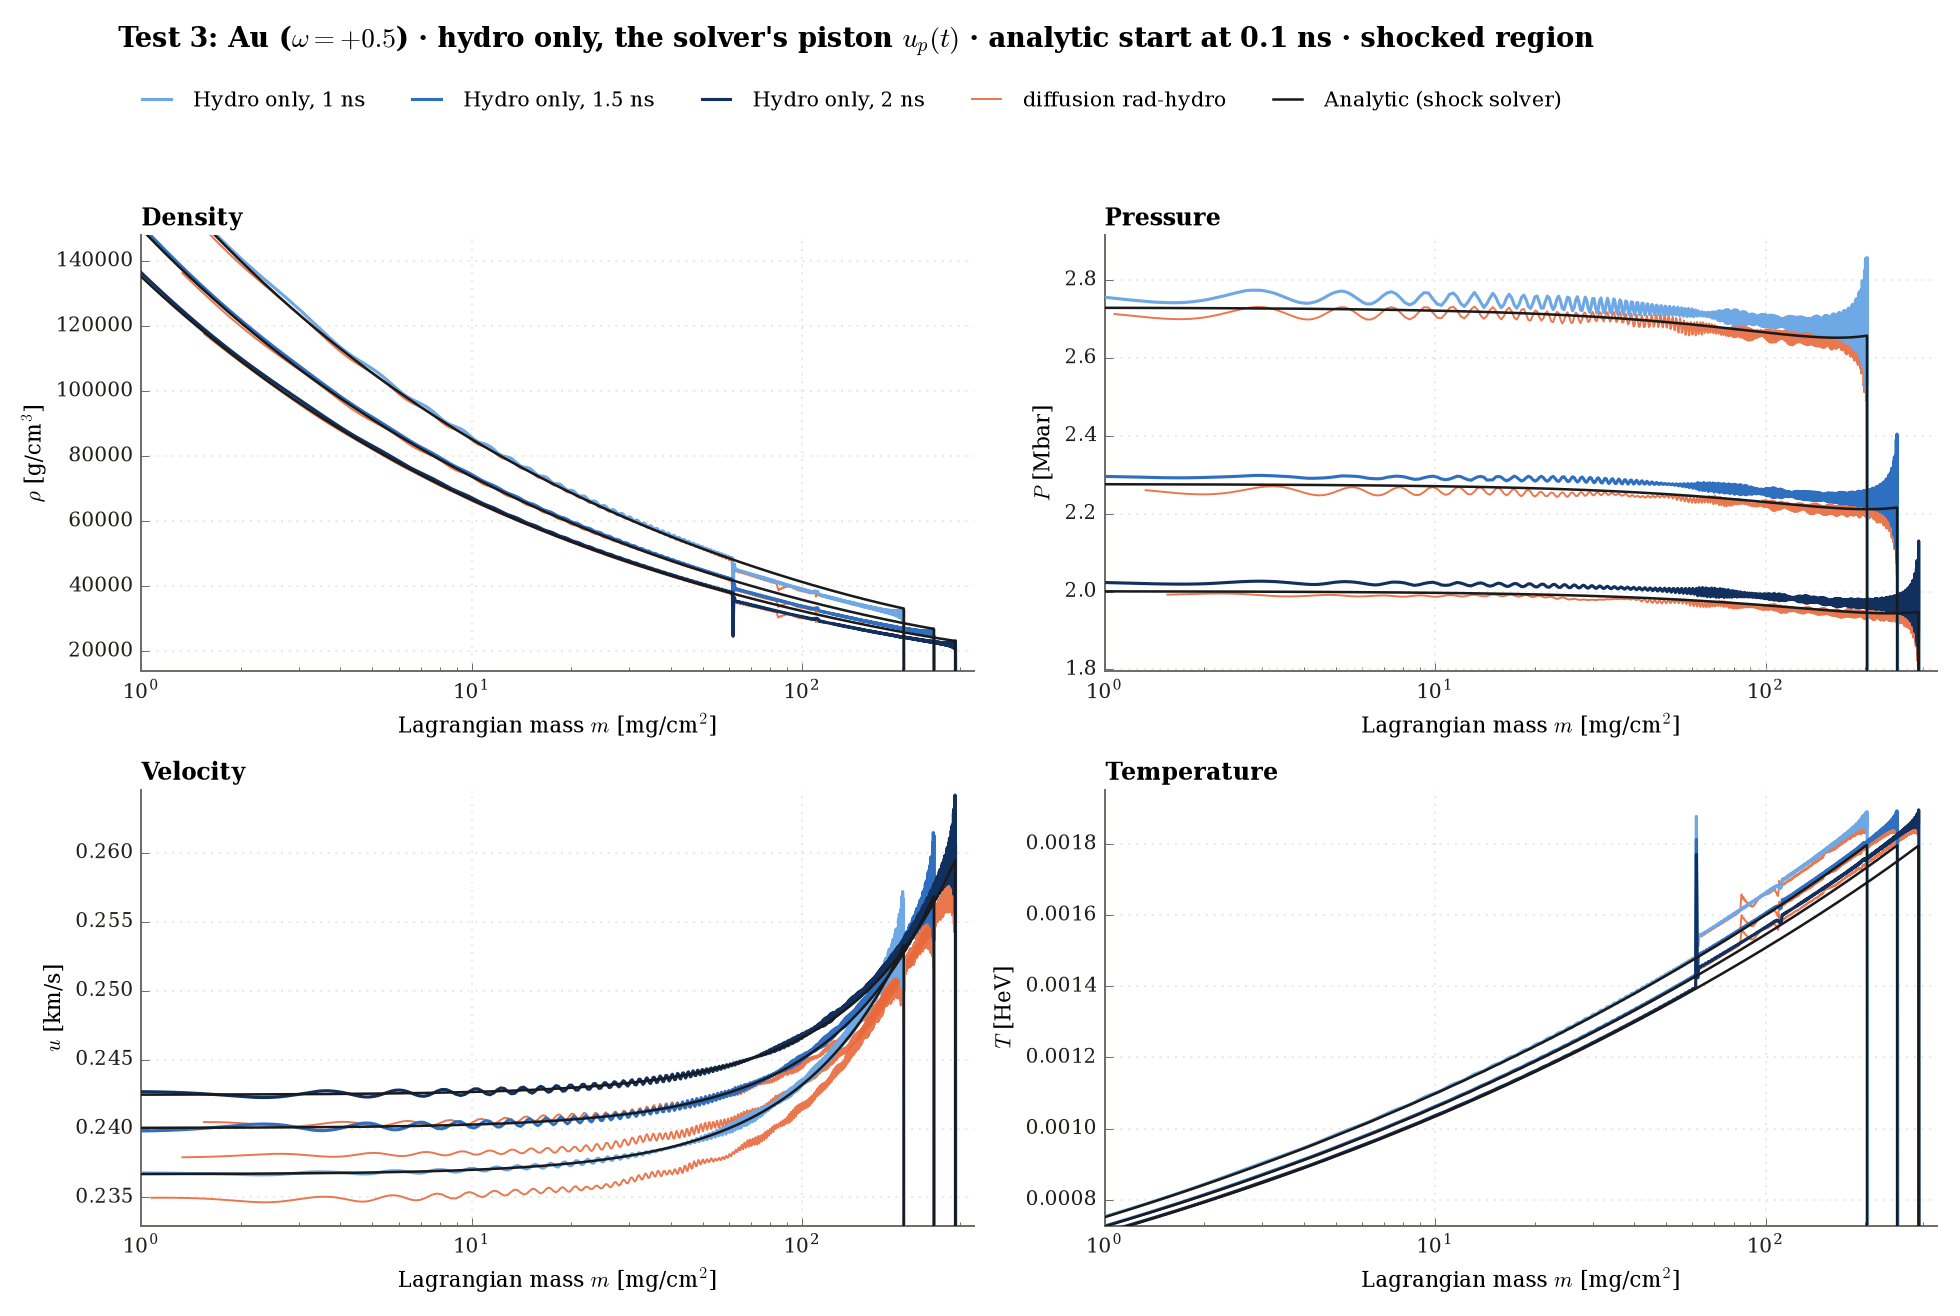 Test 3: Au (ω = +0.5) · hydro only, the solver's piston u_p(t) · analytic start at 0.1 ns · shocked region
Hydro only, 1 ns
Hydro only, 1.5 ns
Hydro only, 2 ns
diffusion rad-hydro
Analytic (shock solver)
Density
140000
120000
100000
80000
60000
40000
20000
ρ [g/cm³]
10⁰
10¹
10²
Lagrangian mass m [mg/cm²]
Pressure
2.8
2.6
2.4
2.2
2.0
1.8
P [Mbar]
10⁰
10¹
10²
Lagrangian mass m [mg/cm²]
Velocity
0.260
0.255
0.250
0.245
0.240
0.235
u [km/s]
10⁰
10¹
10²
Lagrangian mass m [mg/cm²]
Temperature
0.0018
0.0016
0.0014
0.0012
0.0010
0.0008
T [HeV]
10⁰
10¹
10²
Lagrangian mass m [mg/cm²]